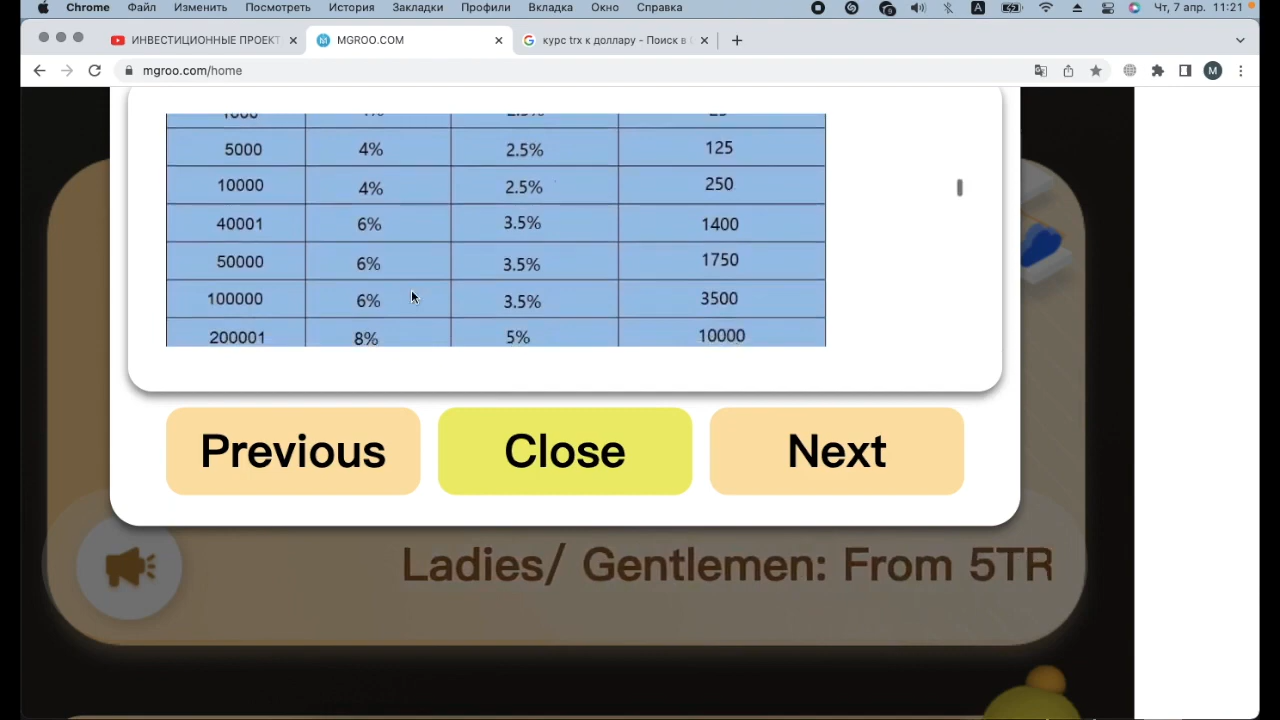 Chrome Файл Изменить Посмотреть История Закладки Профили Вкладка Окно Справка A Чт, 7 апр. 11:21
ИНВЕСТИЦИОННЫЕ ПРОЕКТ MGROO.COM курс trx к доллару - Поиск в
mgroo.com/home M
5000 4% 2.5% 125
10000 4% 2.5% 250
40001 6% 3.5% 1400
50000 6% 3.5% 1750
100000 6% 3.5% 3500
200001 8% 5% 10000
Previous Close Next
Ladies/ Gentlemen: From 5TR